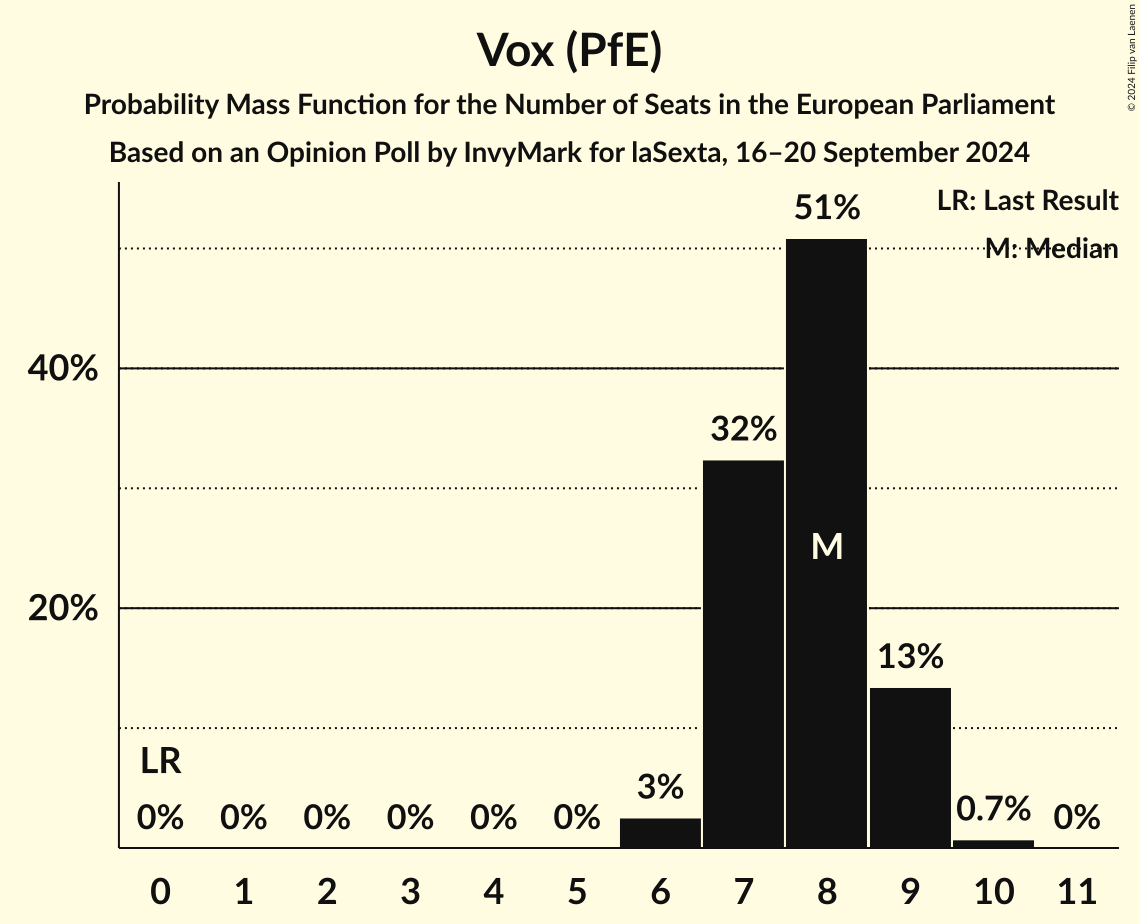 Vox (PfE)
Probability Mass Function for the Number of Seats in the European Parliament
Based on an Opinion Poll by InvyMark for laSexta, 16–20 September 2024
© 2024 Filip van Laenen
LR: Last Result
M: Median
51%
40%
32%
M
20%
13%
LR
0% 0% 0% 0% 0% 0% 3% 0.7% 0%
0 1 2 3 4 5 6 7 8 9 10 11